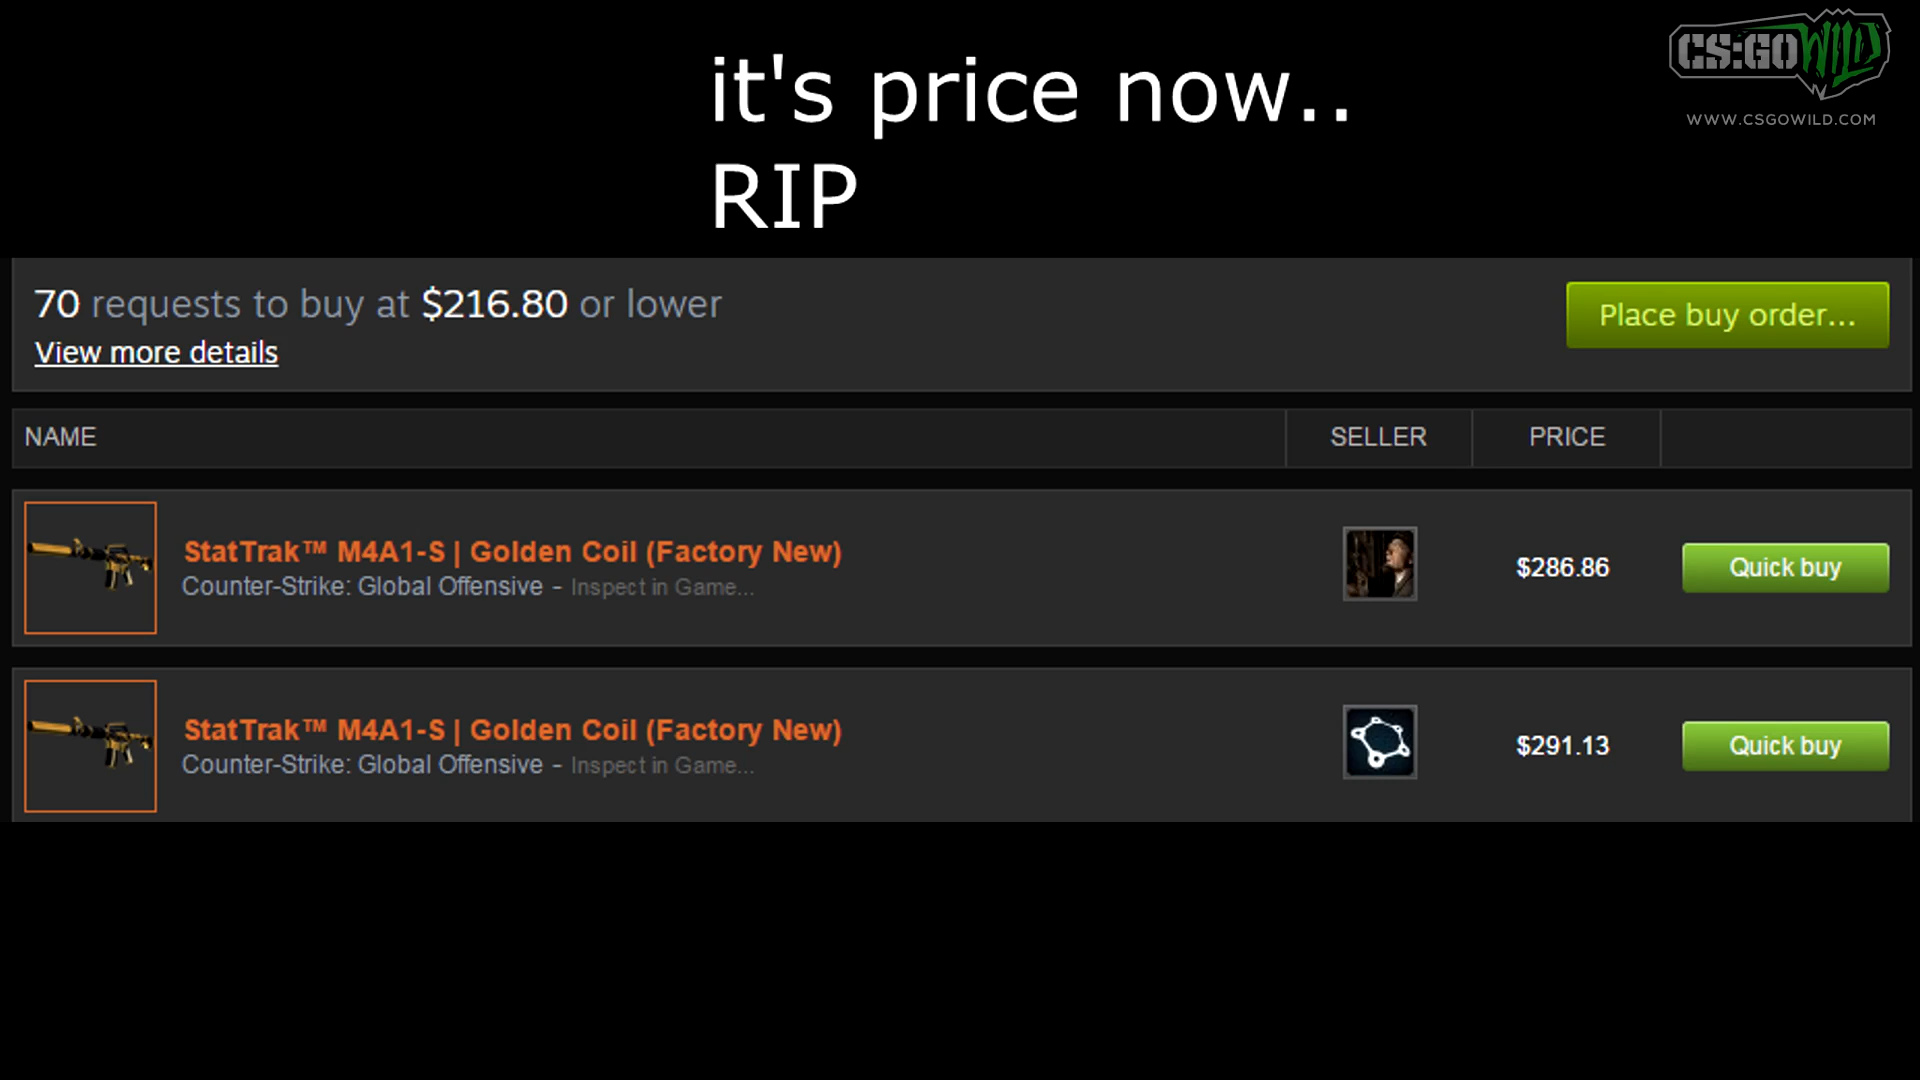 it's price now..
RIP
CS:GO WILD
WWW.CSGOWILD.COM
70 requests to buy at $216.80 or lower
View more details
Place buy order...
NAME
SELLER
PRICE
StatTrak™ M4A1-S | Golden Coil (Factory New)
Counter-Strike: Global Offensive - Inspect in Game...
$286.86
Quick buy
StatTrak™ M4A1-S | Golden Coil (Factory New)
Counter-Strike: Global Offensive - Inspect in Game...
$291.13
Quick buy